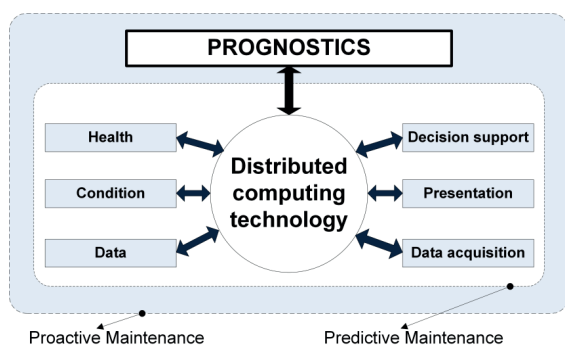 PROGNOSTICS
Health
Condition
Data
Distributed
computing
technology
Decision support
Presentation
Data acquisition
Proactive Maintenance
Predictive Maintenance